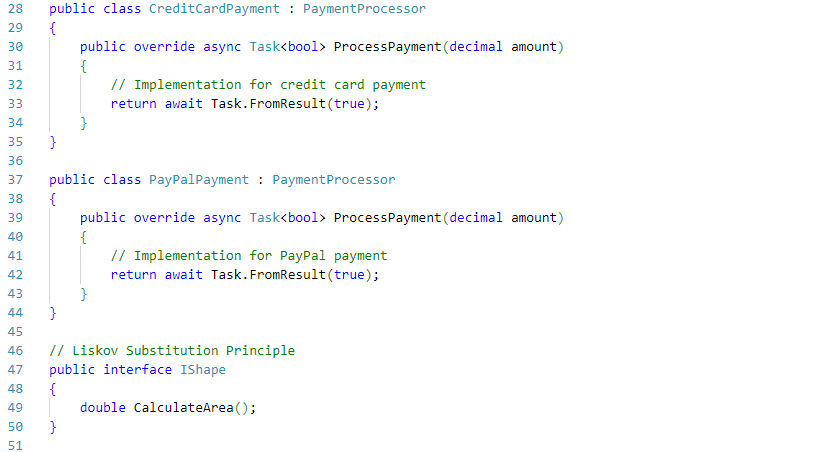 28 public class CreditCardPayment : PaymentProcessor
29 {
30     public override async Task<bool> ProcessPayment(decimal amount)
31     {
32         // Implementation for credit card payment
33         return await Task.FromResult(true);
34     }
35 }
36
37 public class PayPalPayment : PaymentProcessor
38 {
39     public override async Task<bool> ProcessPayment(decimal amount)
40     {
41         // Implementation for PayPal payment
42         return await Task.FromResult(true);
43     }
44 }
45
46 // Liskov Substitution Principle
47 public interface IShape
48 {
49     double CalculateArea();
50 }
51